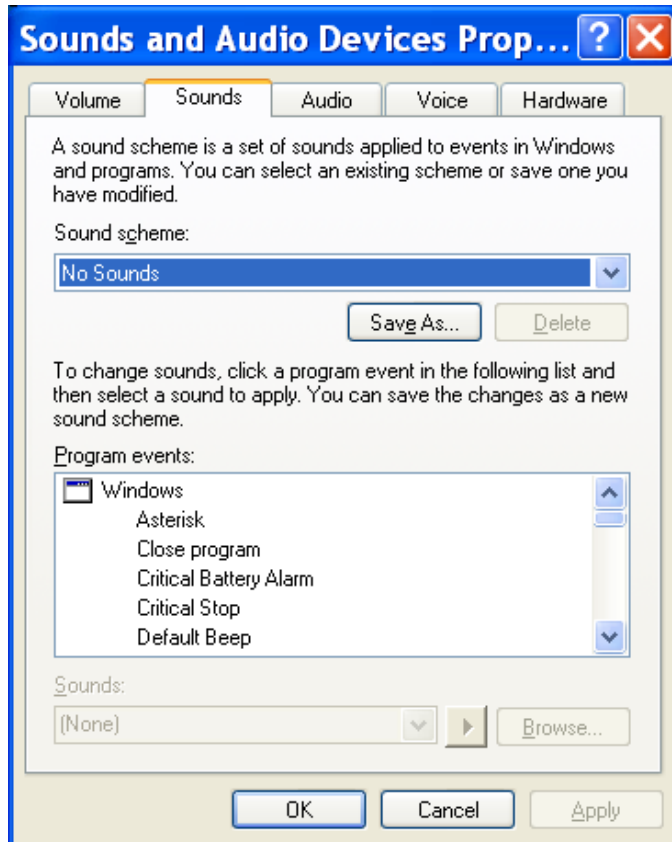 Sounds and Audio Devices Prop...
Volume
Sounds
Audio
Voice
Hardware
A sound scheme is a set of sounds applied to events in Windows
and programs. You can select an existing scheme or save one you
have modified.
Sound scheme:
No Sounds
Save As...
Delete
To change sounds, click a program event in the following list and
then select a sound to apply. You can save the changes as a new
sound scheme.
Program events:
Windows
Asterisk
Close program
Critical Battery Alarm
Critical Stop
Default Beep
Sounds:
(None)
Browse...
OK
Cancel
Apply